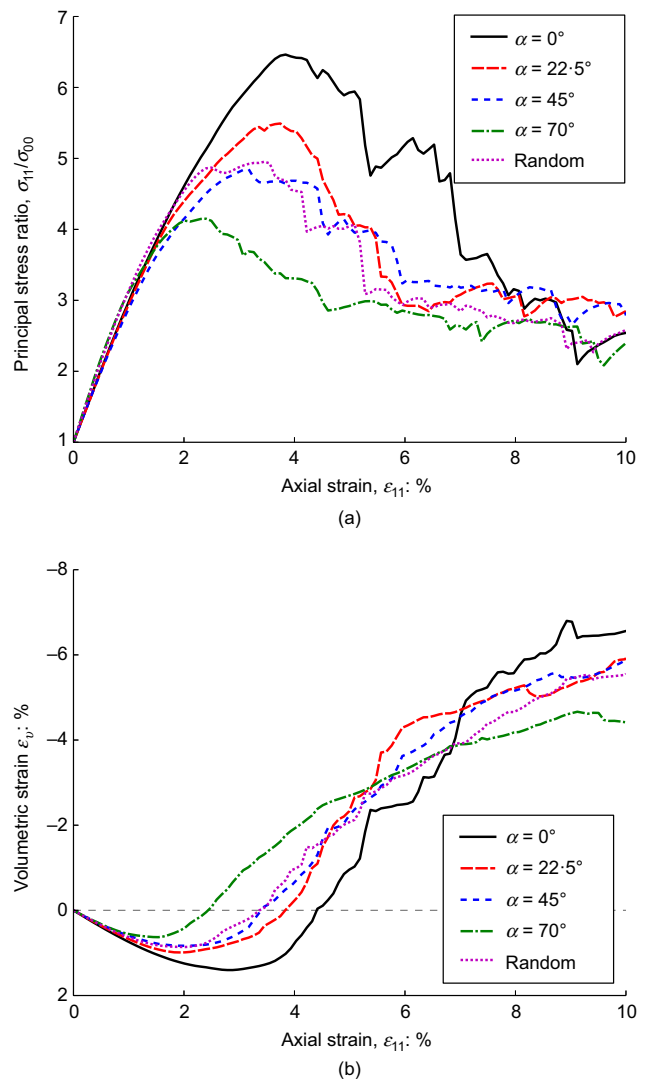 7
6
5
4
3
2
1
Principal stress ratio, σ11/σ00
α = 0°
α = 22·5°
α = 45°
α = 70°
Random
0 2 4 6 8 10
Axial strain, ε11: %
(a)
–8
–6
–4
–2
0
2
Volumetric strain εv: %
α = 0°
α = 22·5°
α = 45°
α = 70°
Random
0 2 4 6 8 10
Axial strain, ε11: %
(b)